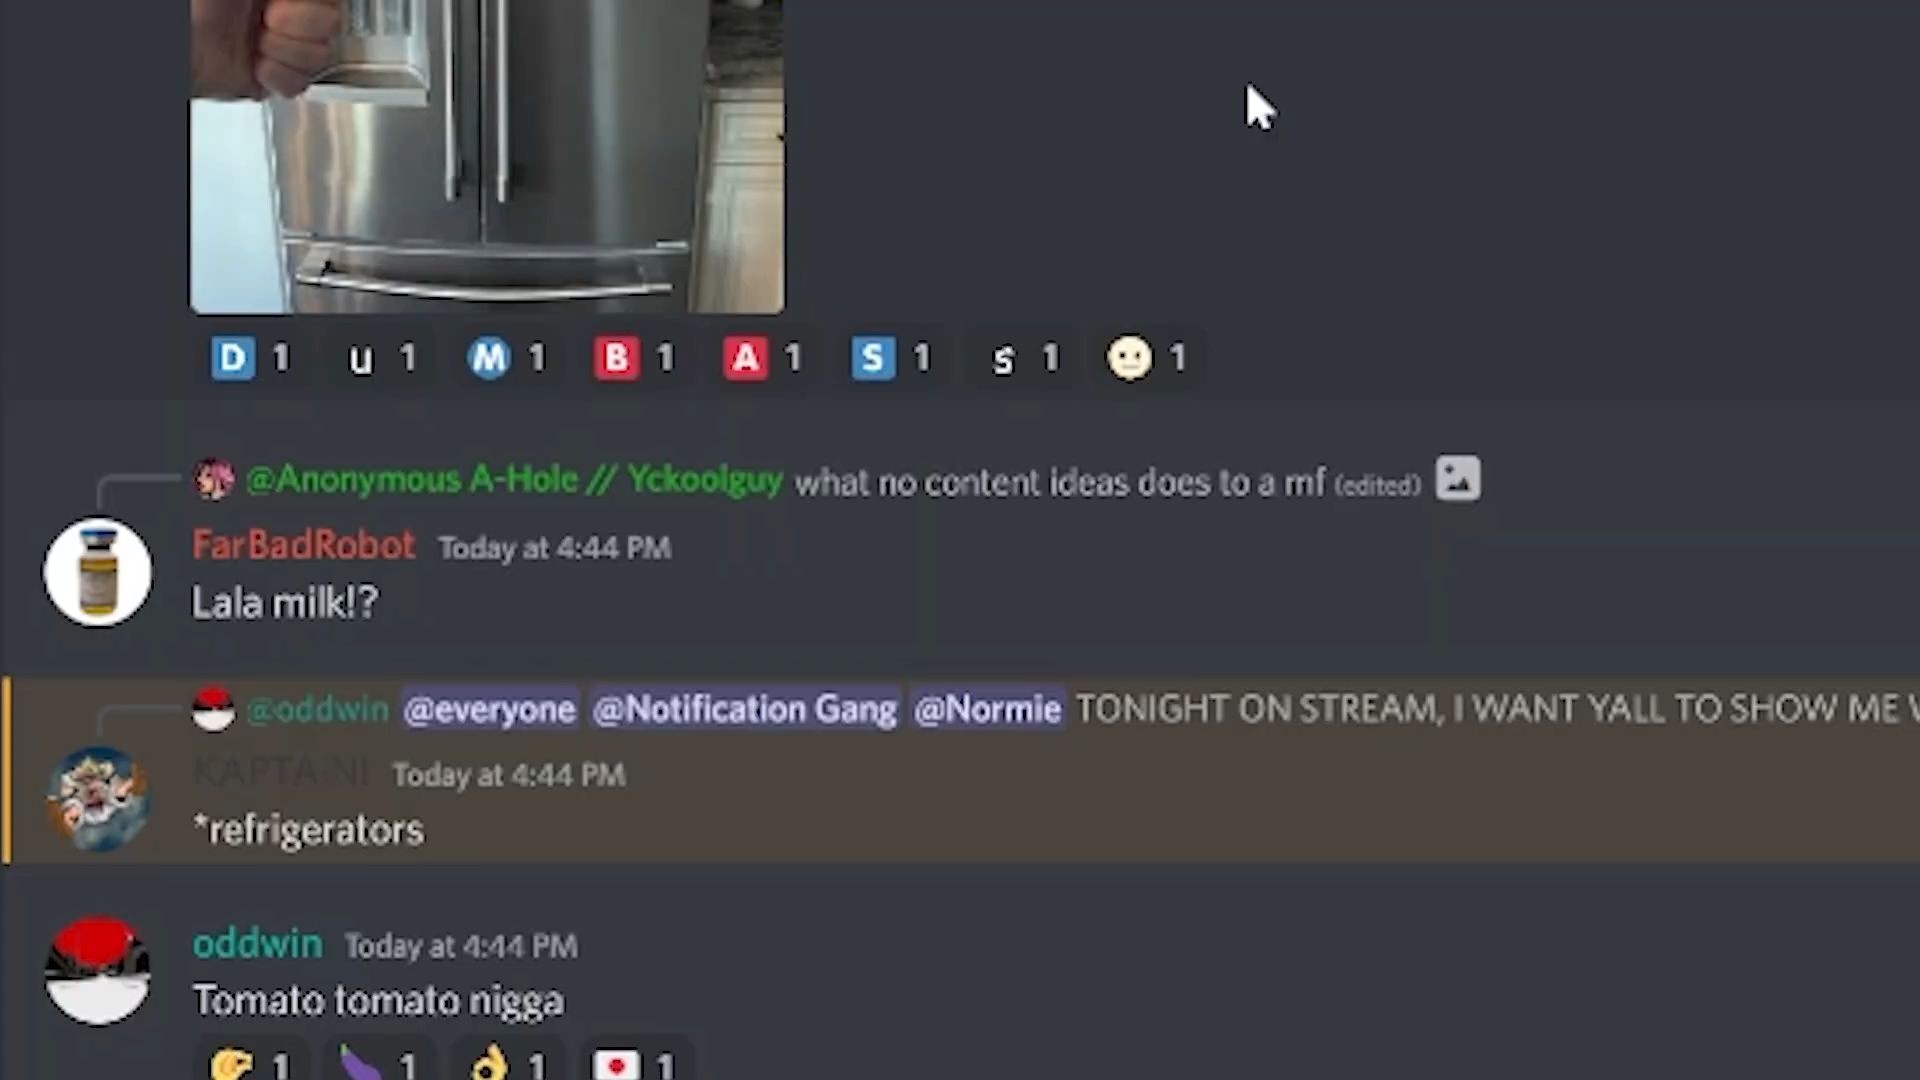 D 1 u 1 M 1 B 1 A 1 S 1 s 1 1
@Anonymous A-Hole // Yckoolguy what no content ideas does to a mf (edited)
FarBadRobot Today at 4:44 PM
Lala milk!?
@oddwin @everyone @Notification Gang @Normie TONIGHT ON STREAM, I WANT YALL TO SHOW ME
KAPTAINI Today at 4:44 PM
*refrigerators
oddwin Today at 4:44 PM
Tomato tomato nigga
1 1 1 1